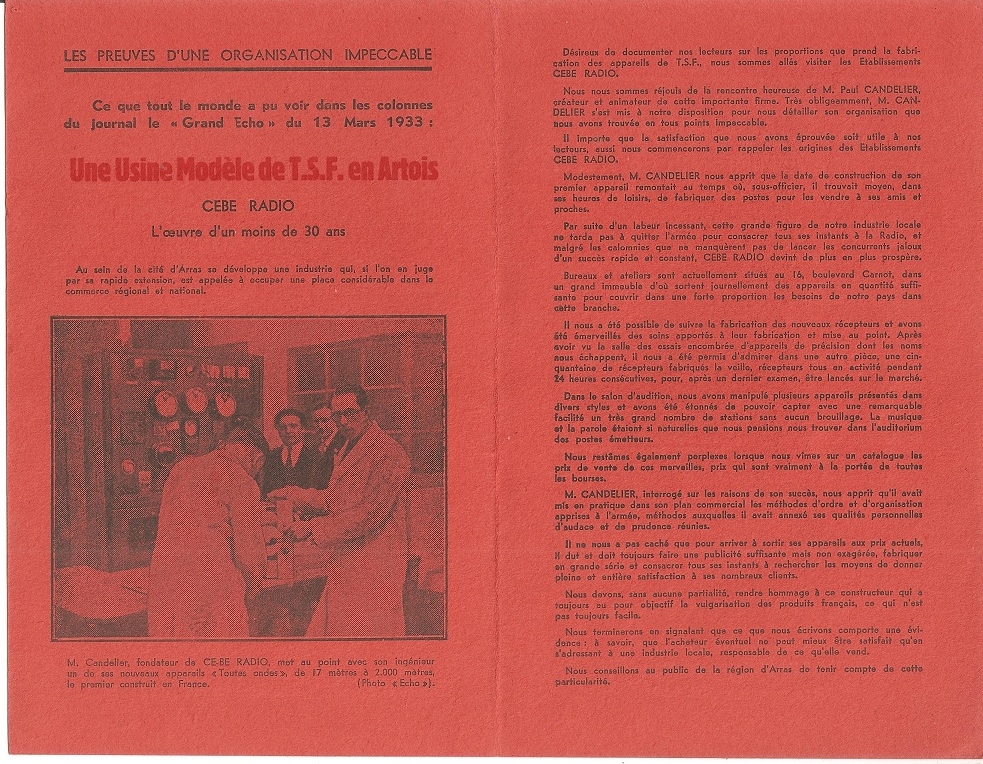 LES PREUVES D'UNE ORGANISATION IMPECCABLE
Ce que tout le monde a pu voir dans les colonnes
du journal le « Grand Echo » du 13 Mars 1933 :
Une Usine Modèle de T.S.F. en Artois
CEBE RADIO
L'œuvre d'un moins de 30 ans
Au sein de la cité d'Arras se développe une industrie qui, si l'on en juge
par sa rapide extension, est appelée à occuper une place considérable dans le
commerce régional et national.
M. Candelier, fondateur de CE-BE RADIO, met au point avec son ingénieur
un de ses nouveaux appareils « Toutes ondes », de 17 mètres à 2.000 mètres,
le premier construit en France. (Photo « Echo »).
Désireux de documenter nos lecteurs sur les proportions que prend la fabri-
cation des appareils de T.S.F., nous sommes allés visiter les Etablissements
CEBE RADIO.
Nous nous sommes réjouis de la rencontre heureuse de M. Paul CANDELIER,
créateur et animateur de cette importante firme. Très obligeamment, M. CAN-
DELIER s'est mis à notre disposition pour nous détailler son organisation que
nous avons trouvée en tous points impeccable.
Il importe que la satisfaction que nous avons éprouvée soit utile à nos
lecteurs, aussi nous commencerons par rappeler les origines des Etablissements
CEBE RADIO.
Modestement, M. CANDELIER nous apprit que la date de construction de son
premier appareil remontait au temps où, sous-officier, il trouvait moyen, dans
ses heures de loisirs, de fabriquer des postes pour les vendre à ses amis et
proches.
Par suite d'un labeur incessant, cette grande figure de notre industrie locale
ne tarda pas à quitter l'armée pour consacrer tous ses instants à la Radio, et
malgré les calomnies que ne manquèrent pas de lancer les concurrents jaloux
d'un succès rapide et constant, CEBE RADIO devint de plus en plus prospère.
Bureaux et ateliers sont actuellement situés au 16, boulevard Carnot, dans
un grand immeuble d'où sortent journellement des appareils en quantité suffi-
sante pour couvrir dans une forte proportion les besoins de notre pays dans
cette branche.
Il nous a été possible de suivre la fabrication des nouveaux récepteurs et avons
été émerveillés des soins apportés à leur fabrication et mise au point. Après
avoir vu la salle des essais encombrée d'appareils de précision dont les noms
nous échappent, il nous a été permis d'admirer dans une autre pièce, une cin-
quantaine de récepteurs fabriqués la veille, récepteurs tous en activité pendant
24 heures consécutives, pour, après un dernier examen, être lancés sur le marché.
Dans le salon d'audition, nous avons manipulé plusieurs appareils présentés dans
divers styles et avons été étonnés de pouvoir capter avec une remarquable
facilité un très grand nombre de stations sans aucun brouillage. La musique
et la parole étaient si naturelles que nous pensions nous trouver dans l'auditorium
des postes émetteurs.
Nous restâmes également perplexes lorsque nous vîmes sur un catalogue les
prix de vente de ces merveilles, prix qui sont vraiment à la portée de toutes
les bourses.
M. CANDELIER, interrogé sur les raisons de son succès, nous apprit qu'il avait
mis en pratique dans son plan commercial les méthodes d'ordre et d'organisation
apprises à l'armée, méthodes auxquelles il avait annexé ses qualités personnelles
d'audace et de prudence réunies.
Il ne nous a pas caché que pour arriver à sortir ses appareils aux prix actuels,
il dut et doit toujours faire une publicité suffisante mais non exagérée, fabriquer
en grande série et consacrer tous ses instants à rechercher les moyens de donner
pleine et entière satisfaction à ses nombreux clients.
Nous devons, sans aucune partialité, rendre hommage à ce constructeur qui a
toujours eu pour objectif la vulgarisation des produits français, ce qui n'est
pas toujours facile.
Nous terminerons en signalant que ce que nous écrivons comporte une évi-
dence : à savoir, que l'acheteur éventuel ne peut mieux être satisfait qu'en
s'adressant à une industrie locale, responsable de ce qu'elle vend.
Nous conseillons au public de la région d'Arras de tenir compte de cette
particularité.